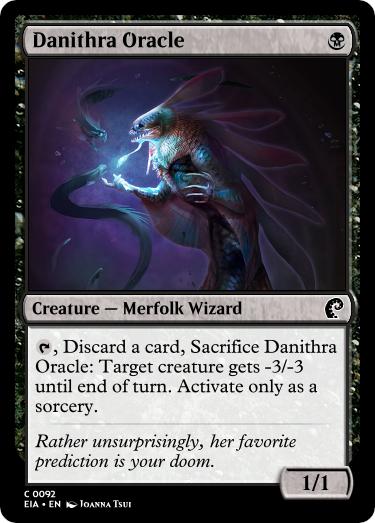 Danithra Oracle
Creature — Merfolk Wizard
, Discard a card, Sacrifice Danithra
Oracle: Target creature gets -3/-3
until end of turn. Activate only as a
sorcery.
Rather unsurprisingly, her favorite
prediction is your doom.
1/1
C 0092
EIA • EN Joanna Tsui